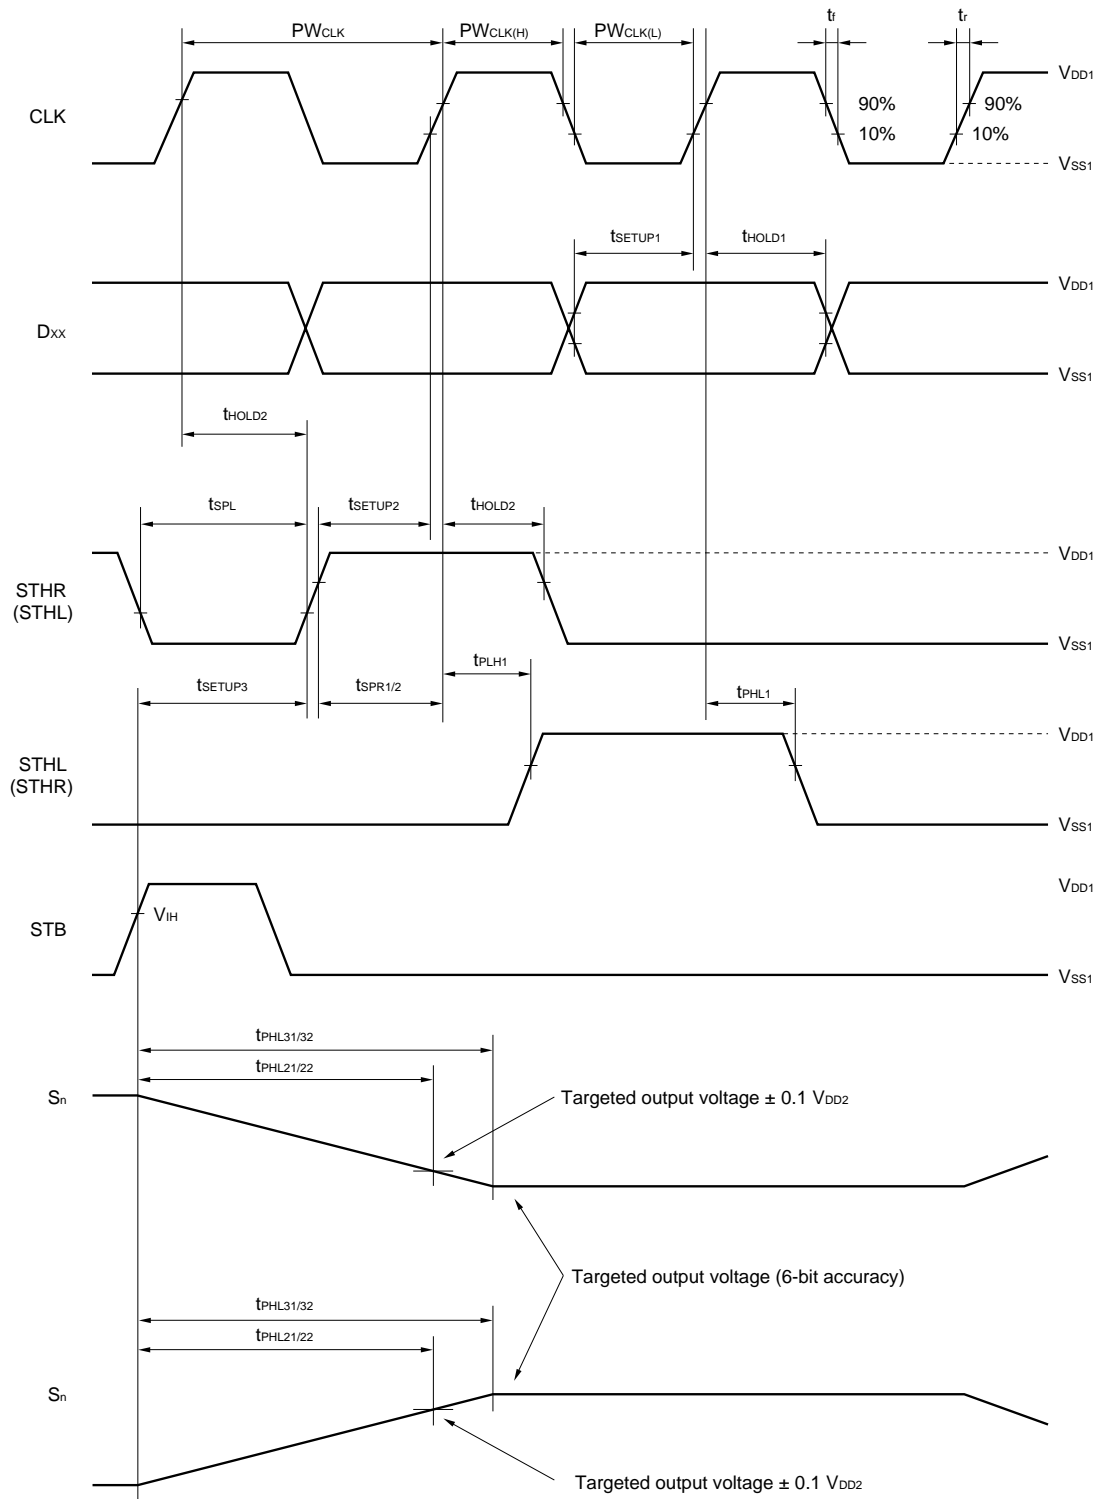 tf
tr
PWCLK
PWCLK(H)
PWCLK(L)
VDD1
CLK
90%
90%
10%
10%
VSS1
tSETUP1
tHOLD1
VDD1
DXX
VSS1
tHOLD2
tSPL
tSETUP2
tHOLD2
VDD1
STHR
(STHL)
VSS1
tPLH1
tSETUP3
tSPR1/2
tPHL1
VDD1
STHL
(STHR)
VSS1
VDD1
VIH
STB
VSS1
tPHL31/32
tPHL21/22
Sn
Targeted output voltage ± 0.1 VDD2
Targeted output voltage (6-bit accuracy)
tPHL31/32
tPHL21/22
Sn
Targeted output voltage ± 0.1 VDD2